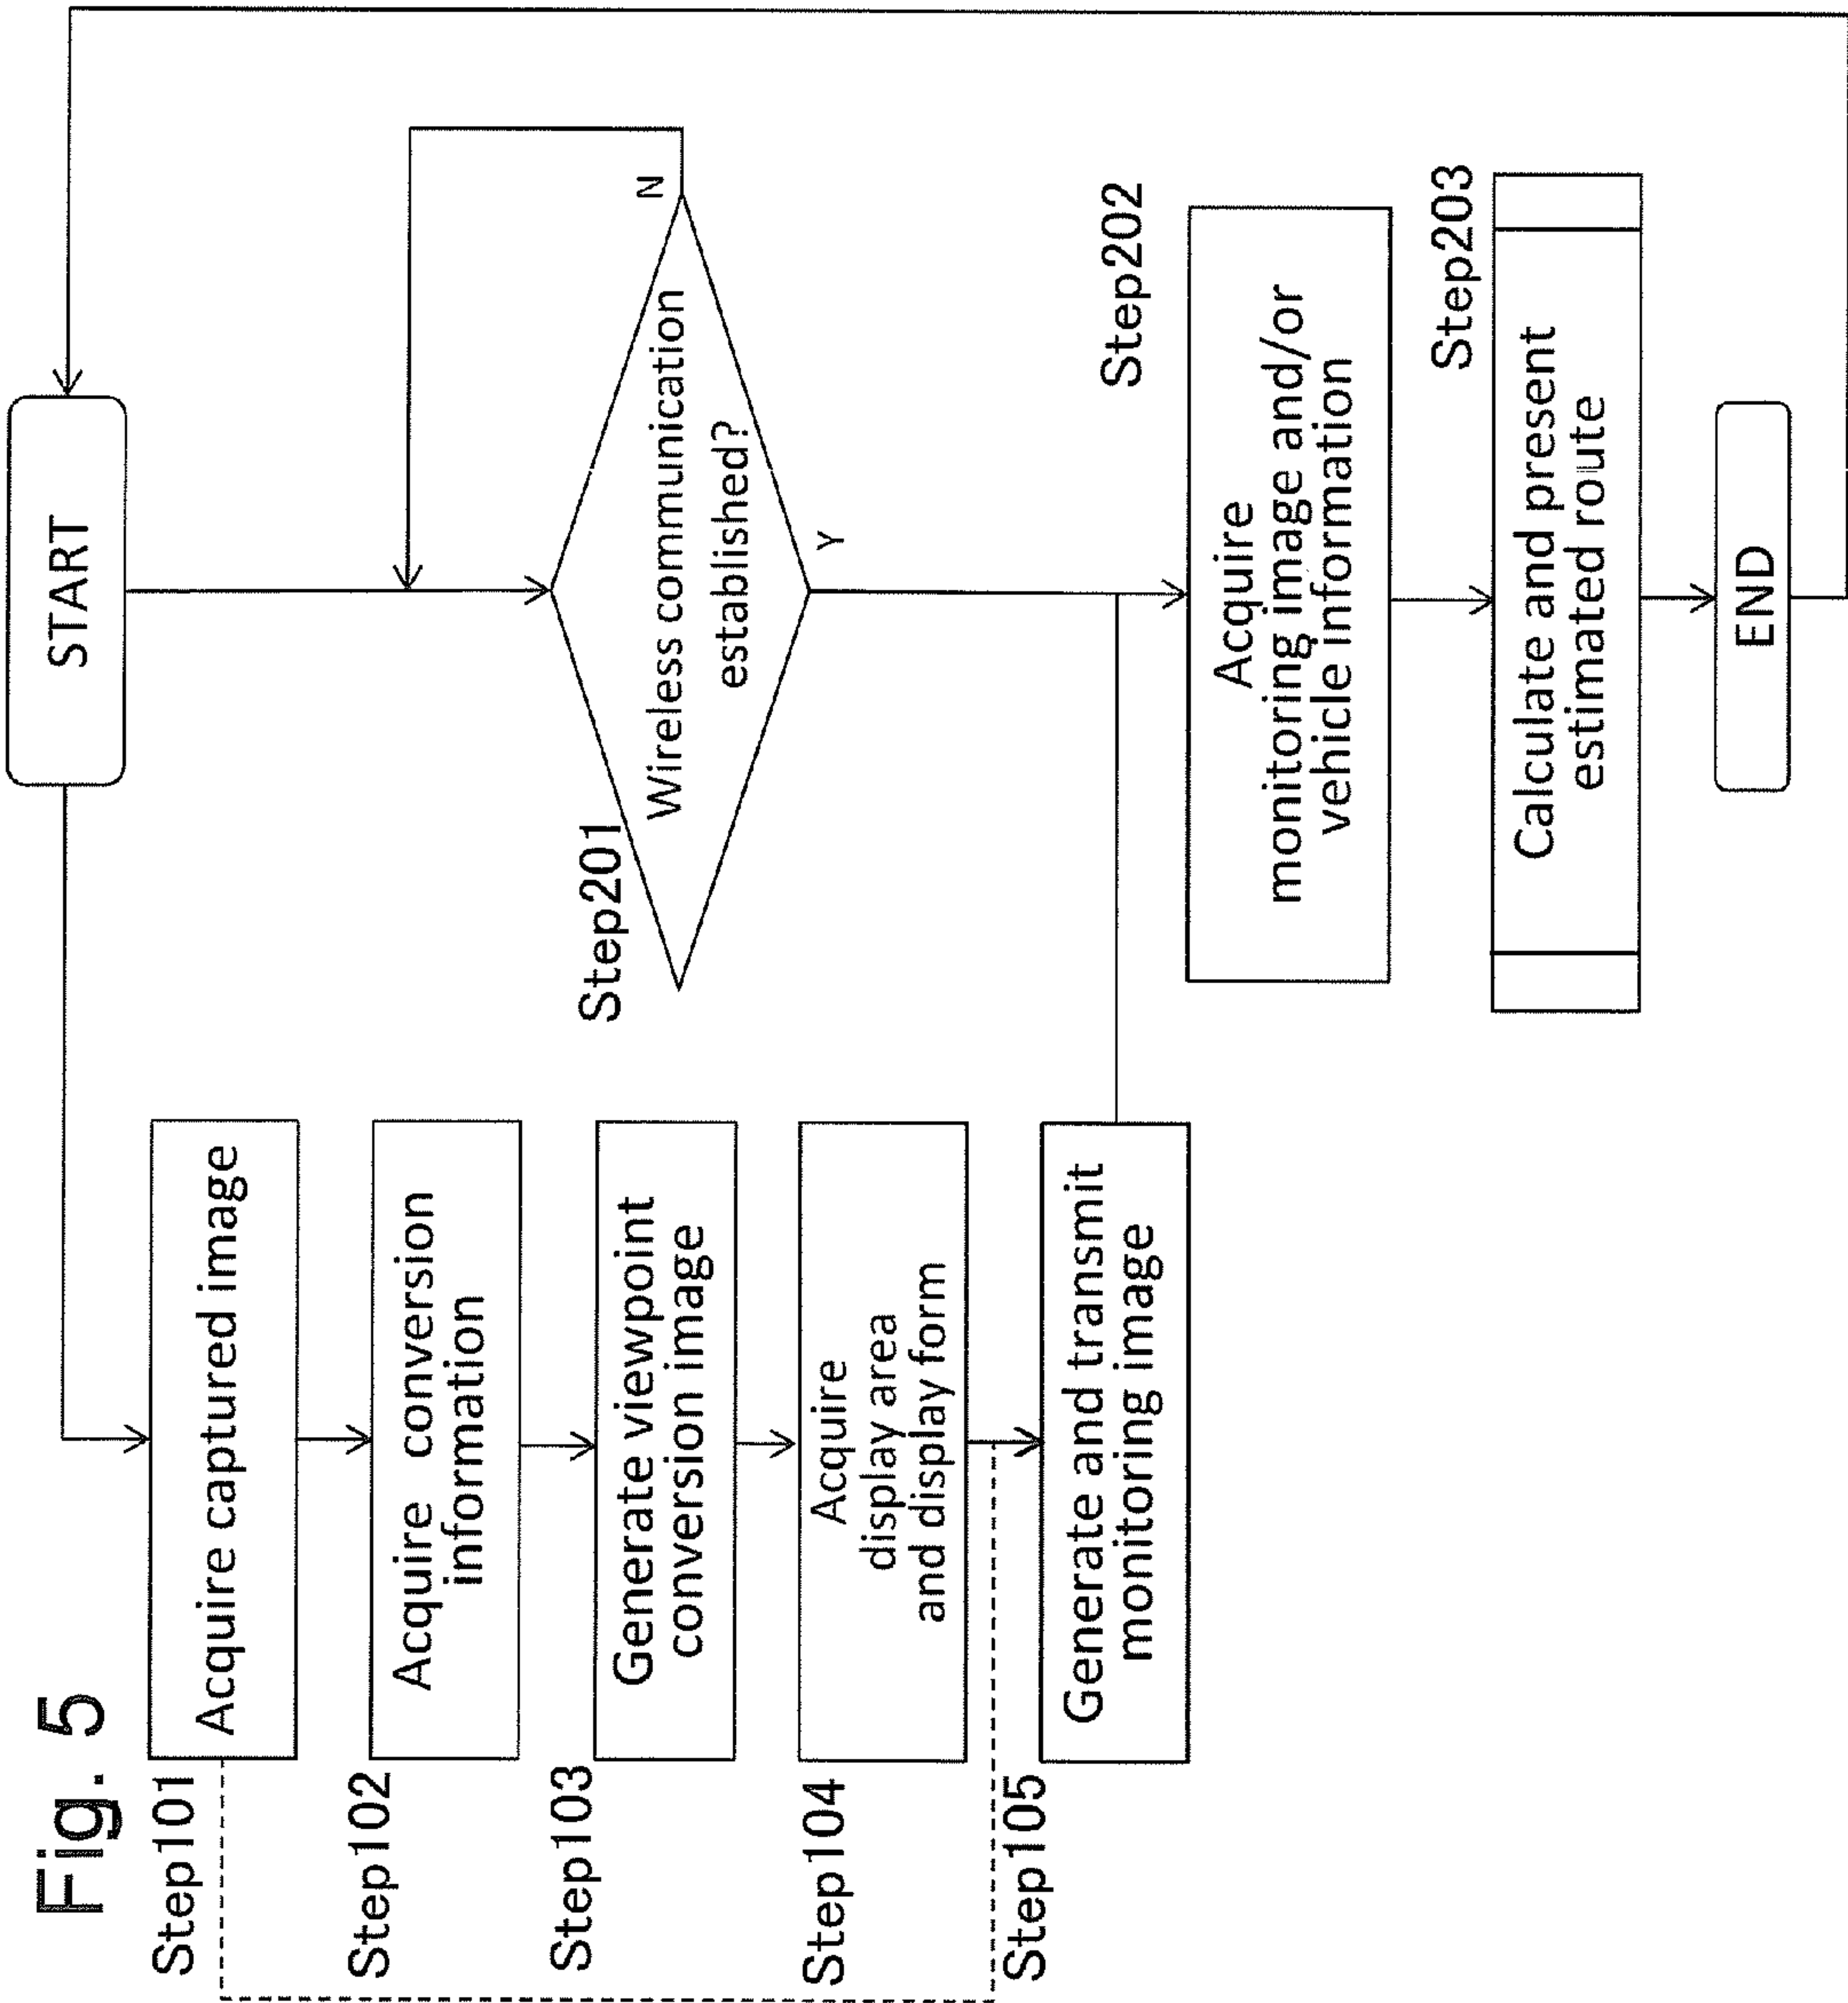 Fig. 5
START
Step101
Acquire captured image
Step102
Acquire conversion
information
Step103
Generate viewpoint
conversion image
Step104
Acquire
display area
and display form
Step105
Generate and transmit
monitoring image
Step201
Wireless communication
established?
N
Y
Step202
Acquire
monitoring image and/or
vehicle information
Step203
Calculate and present
estimated route
END